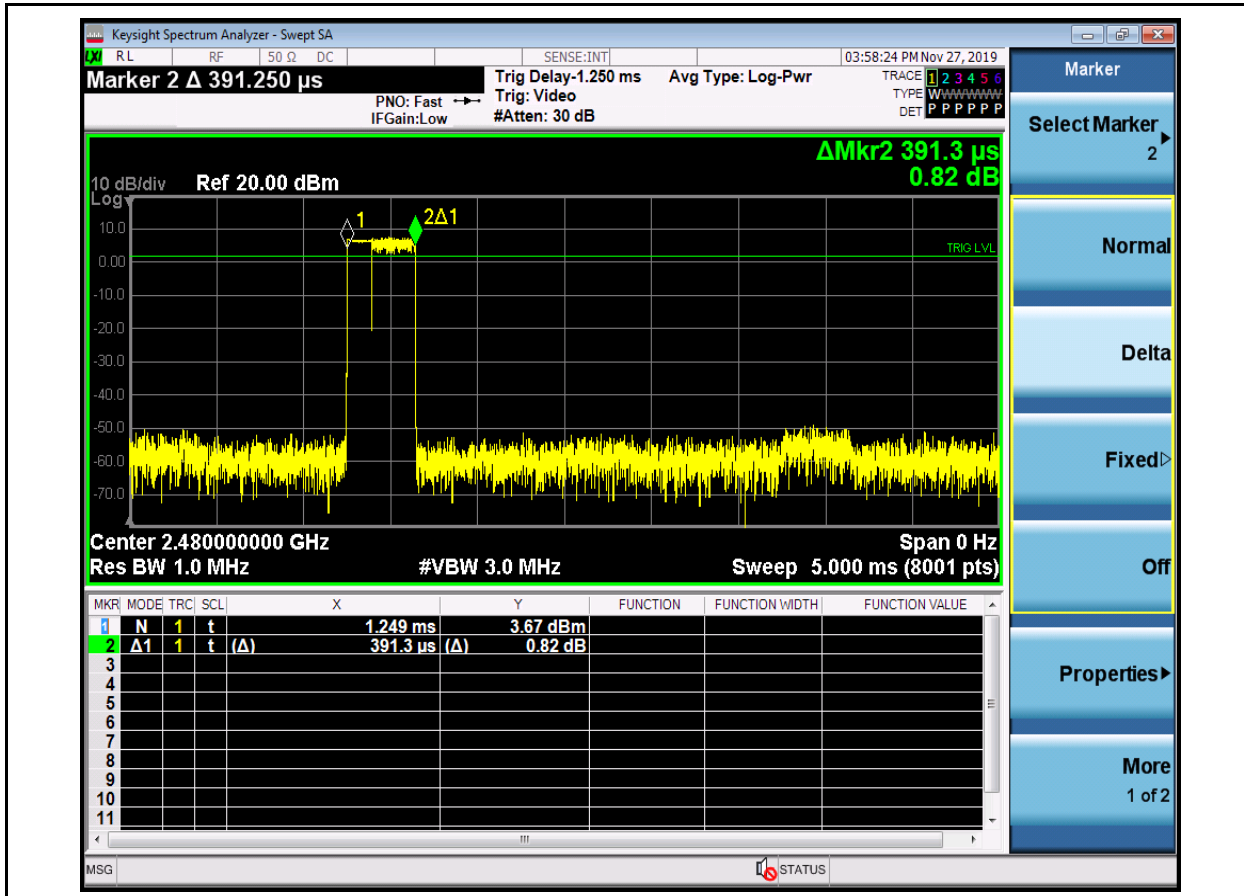 Keysight Spectrum Analyzer - Swept SA
LXI RL RF 50 Ω DC SENSE:INT 03:58:24 PM Nov 27, 2019
Marker 2 Δ 391.250 µs
PNO: Fast
IFGain:Low
Trig Delay-1.250 ms
Trig: Video
#Atten: 30 dB
Avg Type: Log-Pwr
TRACE 1 2 3 4 5 6
TYPE WWWWWW
DET P P P P P P
ΔMkr2 391.3 µs
0.82 dB
10 dB/div Ref 20.00 dBm
Log
10.0
0.00
-10.0
-20.0
-30.0
-40.0
-50.0
-60.0
-70.0
1
2Δ1
TRIG LVL
Center 2.480000000 GHz Span 0 Hz
Res BW 1.0 MHz #VBW 3.0 MHz Sweep 5.000 ms (8001 pts)
MKR MODE TRC SCL X Y FUNCTION FUNCTION WIDTH FUNCTION VALUE
1 N 1 t 1.249 ms 3.67 dBm
2 Δ1 1 t (Δ) 391.3 µs (Δ) 0.82 dB
3
4
5
6
7
8
9
10
11
MSG STATUS
Marker
Select Marker
2
Normal
Delta
Fixed
Off
Properties
More
1 of 2